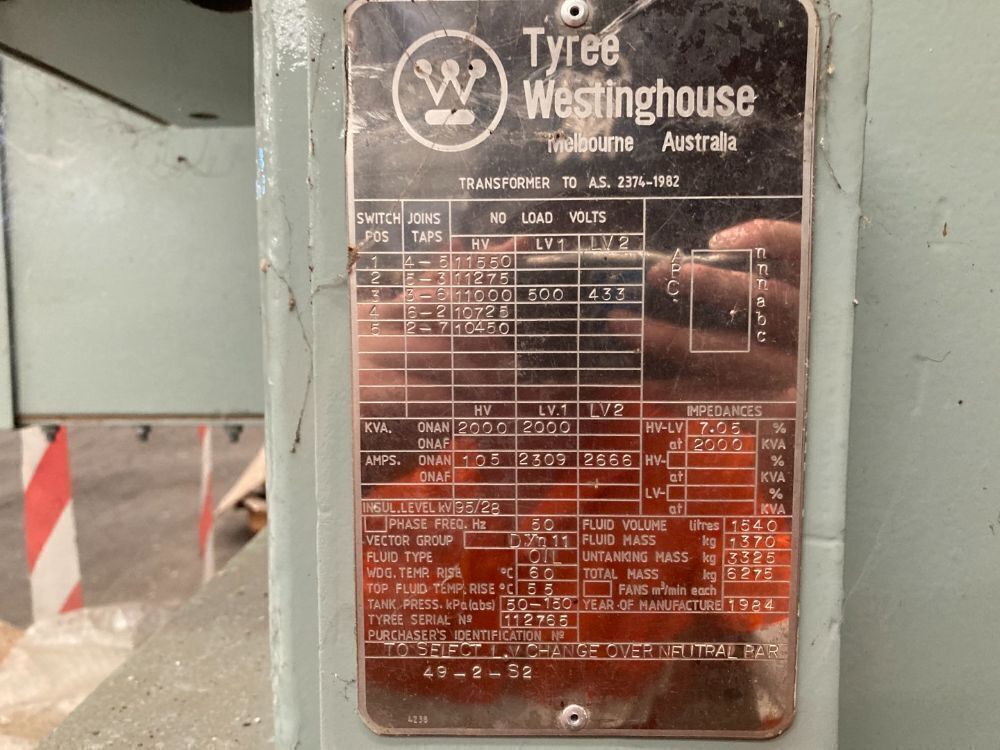 Tyree
Westinghouse
Melbourne Australia
TRANSFORMER TO A.S. 2374-1982
SWITCH POS JOINS TAPS NO LOAD VOLTS
HV LV1 LV2
1 4-5 11550
2 5-3 11275
3 3-6 11000 500 433
4 6-2 10725
5 2-7 10450
A B C
n n n a b c
HV LV.1 LV2 IMPEDANCES
KVA. ONAN 2000 2000 HV-LV 7.05 %
ONAF at 2000 KVA
AMPS. ONAN 105 2309 2666 HV- %
ONAF at KVA
LV- %
at KVA
INSUL.LEVEL kV 95/28
PHASE FREQ. Hz 50 FLUID VOLUME litres 1540
VECTOR GROUP D.Yn11 FLUID MASS kg 1370
FLUID TYPE OIL UNTANKING MASS kg 3325
WDG. TEMP. RISE °C 60 TOTAL MASS kg 6275
TOP FLUID TEMP. RISE °C 55 FANS m³/min each
TANK PRESS. kPa(abs) 50-150 YEAR OF MANUFACTURE 1984
TYREE SERIAL Nº 112765
PURCHASER'S IDENTIFICATION Nº
TO SELECT L.V CHANGE OVER NEUTRAL BAR
49-2-S2
4238